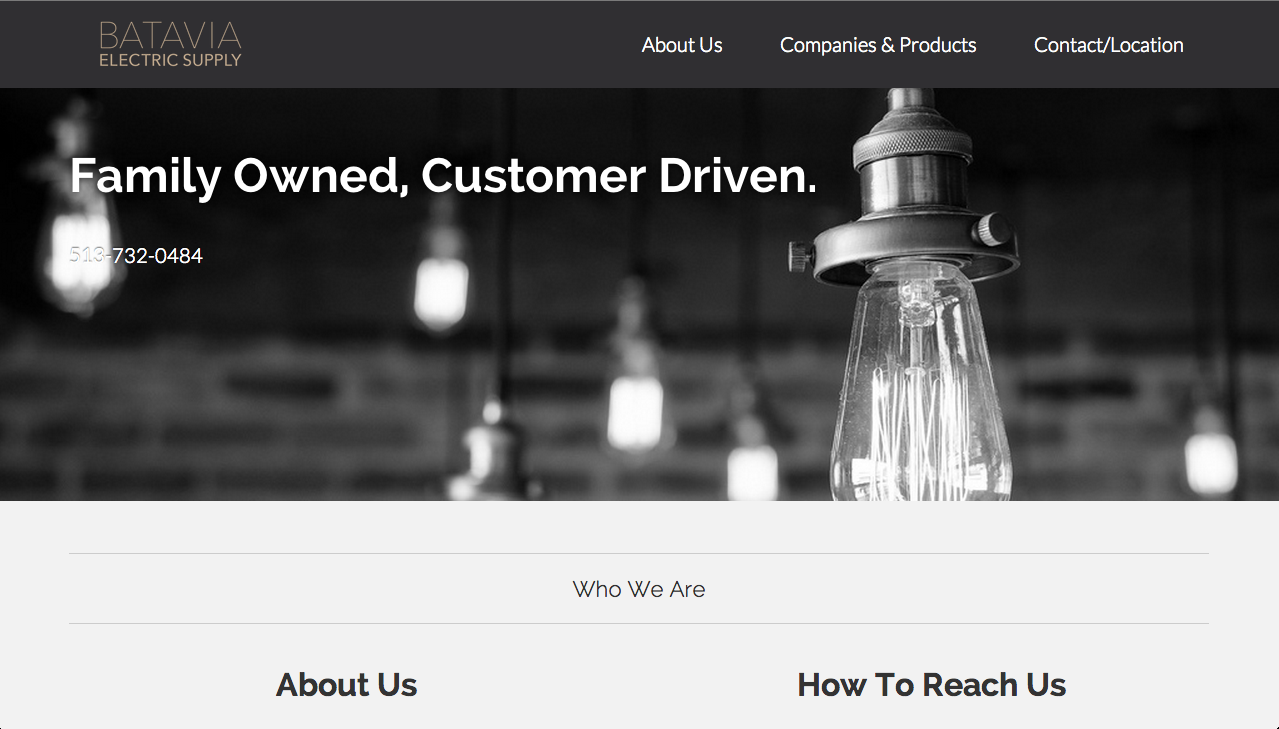 BATAVIA
ELECTRIC SUPPLY
About Us
Companies & Products
Contact/Location
Family Owned, Customer Driven.
513-732-0484
Who We Are
About Us
How To Reach Us